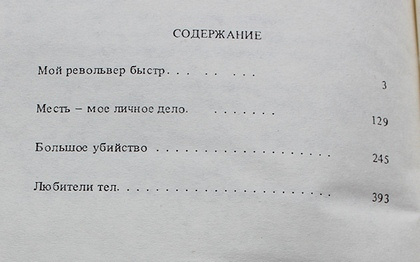 СОДЕРЖАНИЕ
Мой револьвер быстр. . . . . . . 3
Месть – мое личное дело. . . . . . . . 129
Большое убийство . . . . . . . . . . . . . . . . . . 245
Любители тел. . . . . . . . . . . . . . . . . . . . . 393